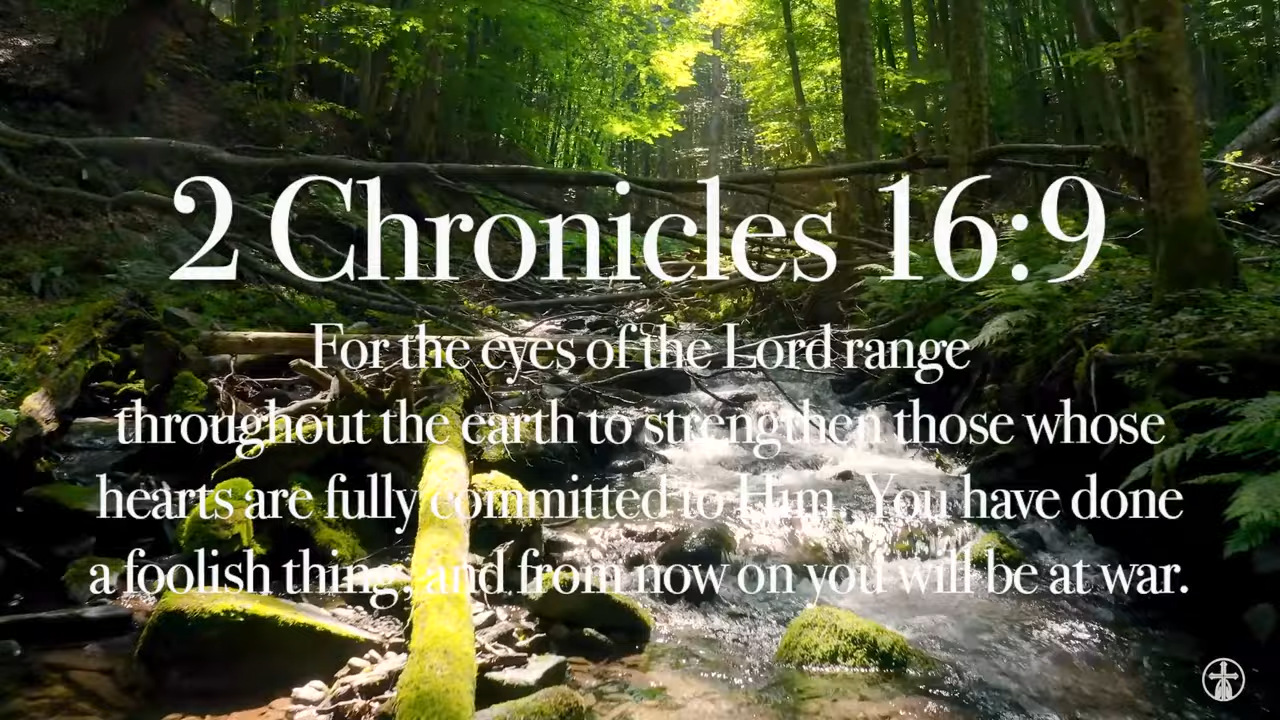 2 Chronicles 16:9
For the eyes of the Lord range
throughout the earth to strengthen those whose
hearts are fully committed to Him. You have done
a foolish thing, and from now on you will be at war.